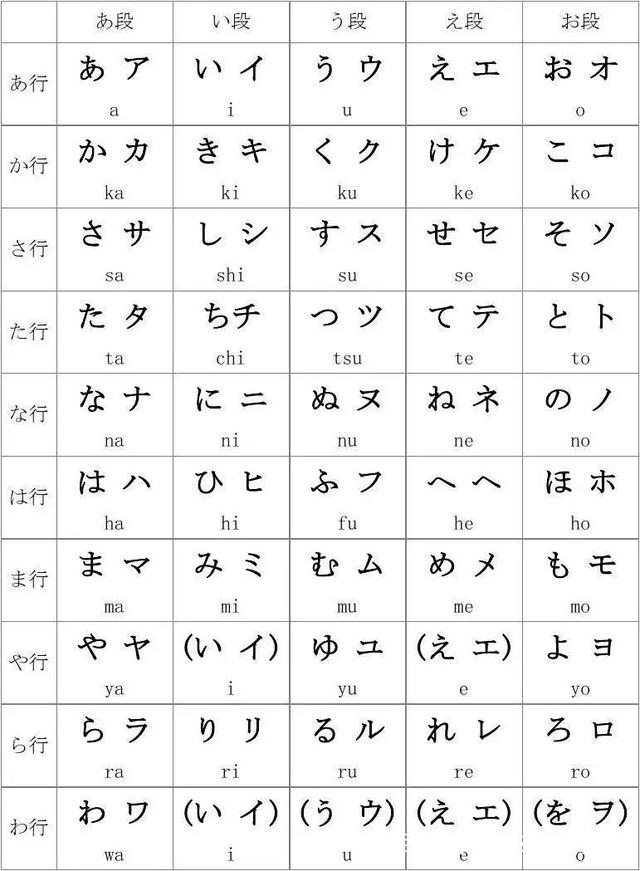 あ段 い段 う段 え段 お段
あ行 あ ア い イ う ウ え エ お オ
a i u e o
か行 か カ き キ く ク け ケ こ コ
ka ki ku ke ko
さ行 さ サ し シ す ス せ セ そ ソ
sa shi su se so
た行 た タ ちチ つ ツ て テ と ト
ta chi tsu te to
な行 な ナ に ニ ぬ ヌ ね ネ の ノ
na ni nu ne no
は行 は ハ ひ ヒ ふ フ へ ヘ ほ ホ
ha hi fu he ho
ま行 ま マ み ミ む ム め メ も モ
ma mi mu me mo
や行 や ヤ (い イ) ゆ ユ (え エ) よ ヨ
ya i yu e yo
ら行 ら ラ り リ る ル れ レ ろ ロ
ra ri ru re ro
わ行 わ ワ (い イ) (う ウ) (え エ) (を ヲ)
wa i u e o